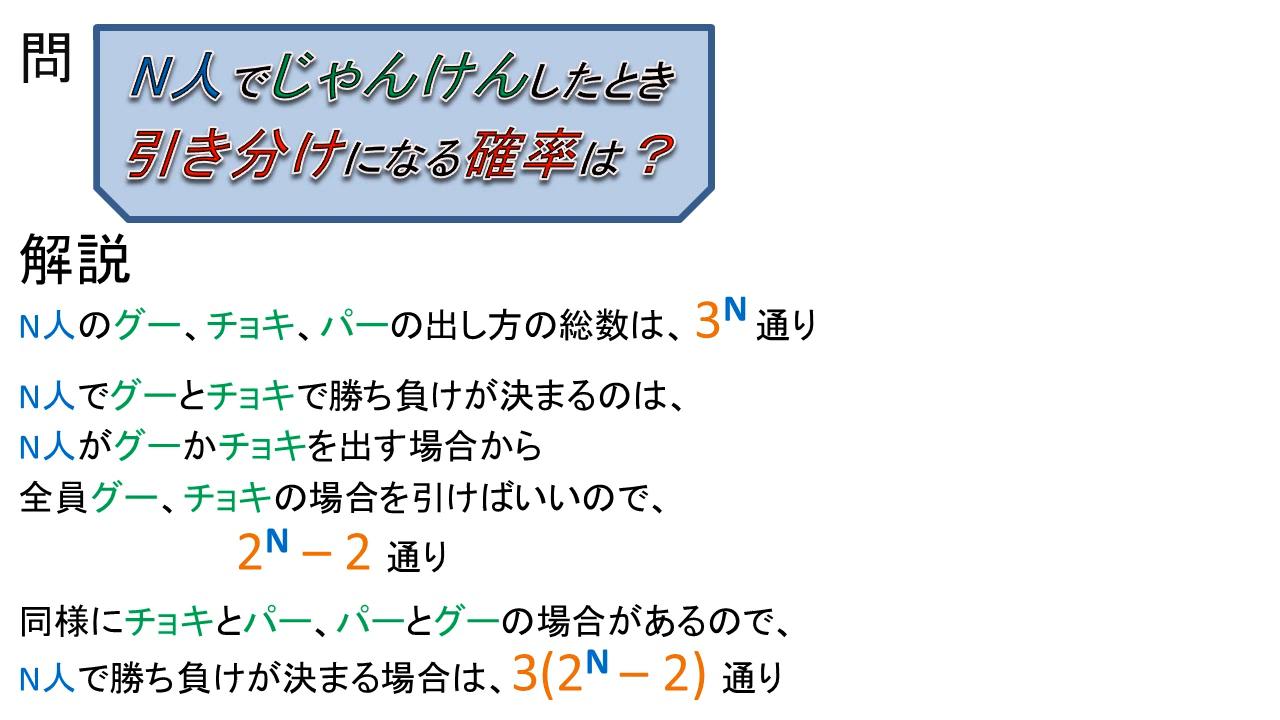 問
N人でじゃんけんしたとき
引き分けになる確率は？
解説
N人のグー、チョキ、パーの出し方の総数は、3^N 通り
N人でグーとチョキで勝ち負けが決まるのは、
N人がグーかチョキを出す場合から
全員グー、チョキの場合を引けばいいので、
2^N － 2 通り
同様にチョキとパー、パーとグーの場合があるので、
N人で勝ち負けが決まる場合は、3(2^N － 2) 通り